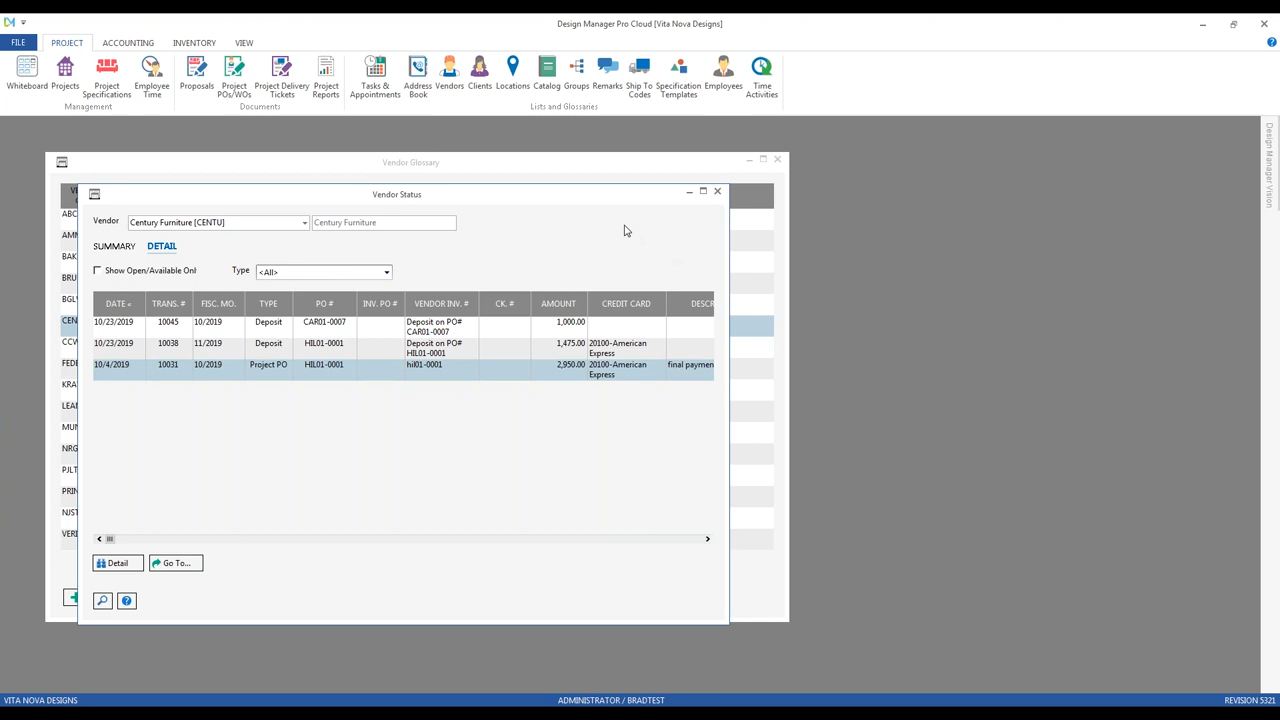 Design Manager Pro Cloud [Vita Nova Designs]
FILE PROJECT ACCOUNTING INVENTORY VIEW
Whiteboard Projects Project Specifications Employee Time Proposals Project POs/WOs Project Delivery Tickets Project Reports Tasks & Appointments Address Book Vendors Clients Locations Catalog Groups Remarks Ship To Codes Specification Templates Employees Time Activities
Management Documents Lists and Glossaries
Design Manager Vision
Vendor Glossary
Vendor Status
Vendor Century Furniture [CENTU] Century Furniture
SUMMARY DETAIL
Show Open/Available Onl Type <All>
DATE TRANS. # FISC. MO. TYPE PO # INV. PO # VENDOR INV. # CK. # AMOUNT CREDIT CARD DESCR
10/23/2019 10045 10/2019 Deposit CAR01-0007 Deposit on PO# CAR01-0007 1,000.00
10/23/2019 10038 11/2019 Deposit HIL01-0001 Deposit on PO# HIL01-0001 1,475.00 20100-American Express
10/4/2019 10031 10/2019 Project PO HIL01-0001 hil01-0001 2,950.00 20100-American Express final paymen
ABC
AMM
BAK
BRU
BGL
CEN
CCW
FEDE
KRA
LEAN
MUN
NRG
PJLT
PRIN
NJST
VERI
Detail Go To...
VITA NOVA DESIGNS ADMINISTRATOR / BRADTEST REVISION 5321